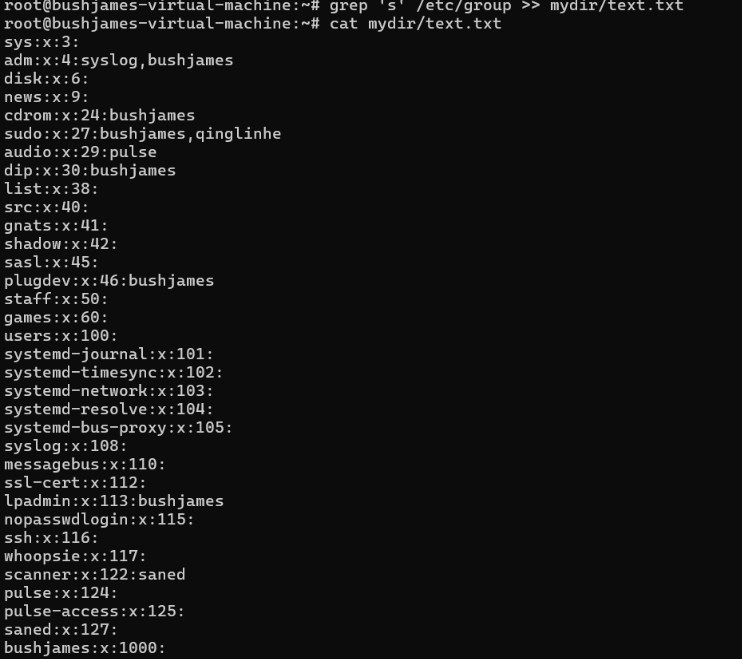 root@bushjames-virtual-machine:~# grep 's' /etc/group >> mydir/text.txt
root@bushjames-virtual-machine:~# cat mydir/text.txt
sys:x:3:
adm:x:4:syslog,bushjames
disk:x:6:
news:x:9:
cdrom:x:24:bushjames
sudo:x:27:bushjames,qinglinhe
audio:x:29:pulse
dip:x:30:bushjames
list:x:38:
src:x:40:
gnats:x:41:
shadow:x:42:
sasl:x:45:
plugdev:x:46:bushjames
staff:x:50:
games:x:60:
users:x:100:
systemd-journal:x:101:
systemd-timesync:x:102:
systemd-network:x:103:
systemd-resolve:x:104:
systemd-bus-proxy:x:105:
syslog:x:108:
messagebus:x:110:
ssl-cert:x:112:
lpadmin:x:113:bushjames
nopasswdlogin:x:115:
ssh:x:116:
whoopsie:x:117:
scanner:x:122:saned
pulse:x:124:
pulse-access:x:125:
saned:x:127:
bushjames:x:1000: